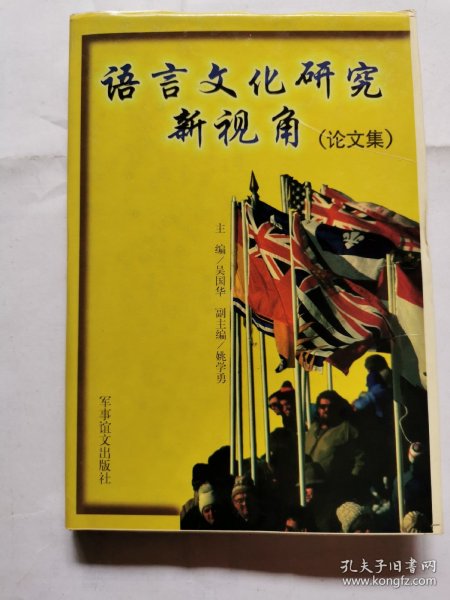 语言文化研究
新视角(论文集)
主编/吴国华 副主编/姚学勇
军事谊文出版社
孔夫子旧书网
www.kongfz.com